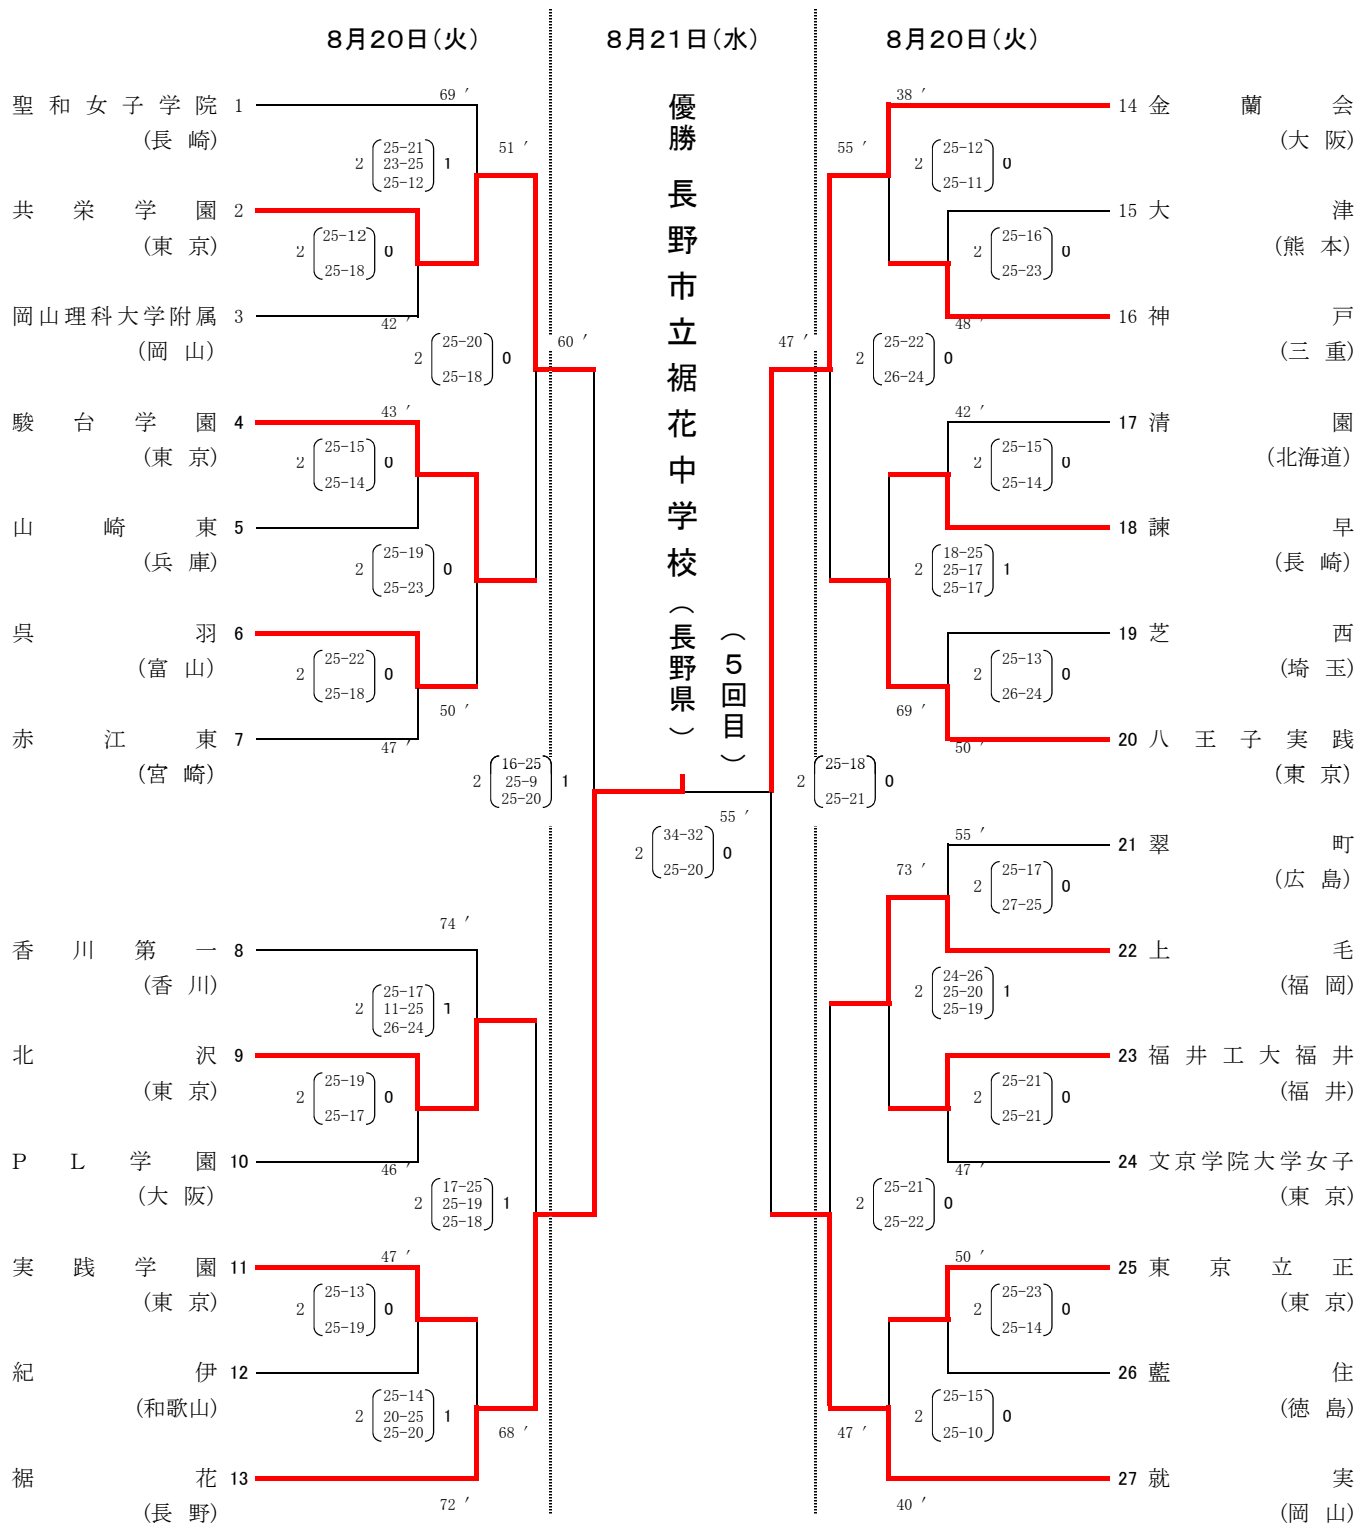 8月20日(火)
8月21日(水)
8月20日(火)
優勝 長野市立裾花中学校(長野県)
(5回目)
聖和女子学院 1
(長崎)
共栄学園 2
(東京)
岡山理科大学附属 3
(岡山)
駿台学園 4
(東京)
山崎東 5
(兵庫)
呉羽 6
(富山)
赤江東 7
(宮崎)
香川第一 8
(香川)
北沢 9
(東京)
PL学園 10
(大阪)
実践学園 11
(東京)
紀伊 12
(和歌山)
裾花 13
(長野)
69′
2 25-21 1
23-25
25-12
51′
2 25-12 0
25-18
42′
2 25-20 0
25-18
60′
43′
2 25-15 0
25-14
2 25-19 0
25-23
2 25-22 0
25-18
50′
47′
2 16-25 1
25-9
25-20
55′
2 34-32 0
25-20
74′
2 25-17 1
11-25
26-24
2 25-19 0
25-17
46′
2 17-25 1
25-19
25-18
47′
2 25-13 0
25-19
2 25-14 1
20-25
25-20
68′
72′
14 金蘭会
(大阪)
15 大津
(熊本)
16 神戸
(三重)
17 清園
(北海道)
18 諫早
(長崎)
19 芝西
(埼玉)
20 八王子実践
(東京)
21 翠町
(広島)
22 上毛
(福岡)
23 福井工大福井
(福井)
24 文京学院大学女子
(東京)
25 東京立正
(東京)
26 藍住
(徳島)
27 就実
(岡山)
38′
55′
2 25-12 0
25-11
2 25-16 0
25-23
48′
47′
2 25-22 0
26-24
42′
2 25-15 0
25-14
2 18-25 1
25-17
25-17
2 25-13 0
26-24
69′
50′
2 25-18 0
25-21
55′
73′
2 25-17 0
27-25
2 24-26 1
25-20
25-19
2 25-21 0
25-21
47′
2 25-21 0
25-22
50′
2 25-23 0
25-14
2 25-15 0
25-10
47′
40′